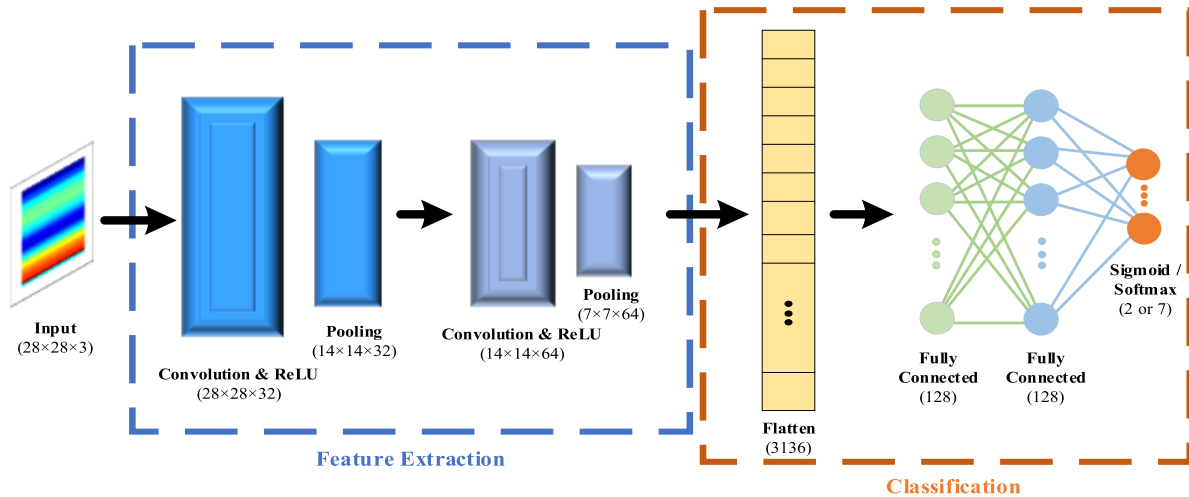 Input
(28×28×3)
Convolution & ReLU
(28×28×32)
Pooling
(14×14×32)
Convolution & ReLU
(14×14×64)
Pooling
(7×7×64)
Feature Extraction
Flatten
(3136)
Fully
Connected
(128)
Fully
Connected
(128)
Sigmoid /
Softmax
(2 or 7)
Classification